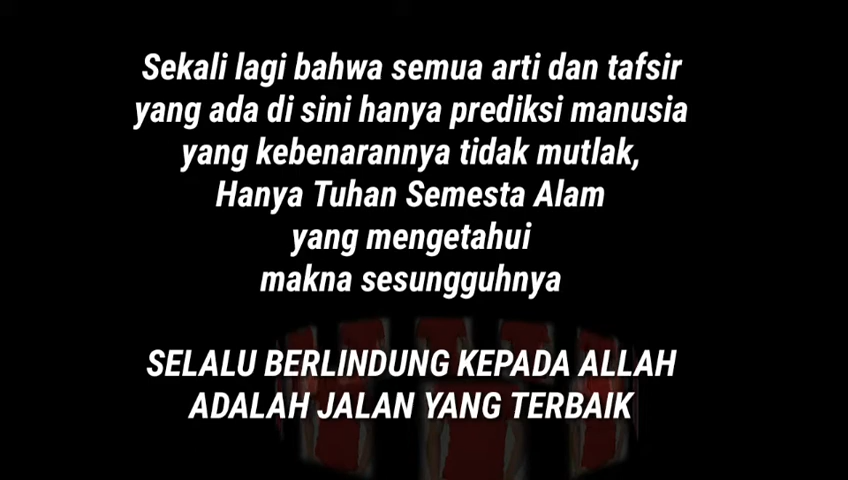 Sekali lagi bahwa semua arti dan tafsir
yang ada di sini hanya prediksi manusia
yang kebenarannya tidak mutlak,
Hanya Tuhan Semesta Alam
yang mengetahui
makna sesungguhnya
SELALU BERLINDUNG KEPADA ALLAH
ADALAH JALAN YANG TERBAIK